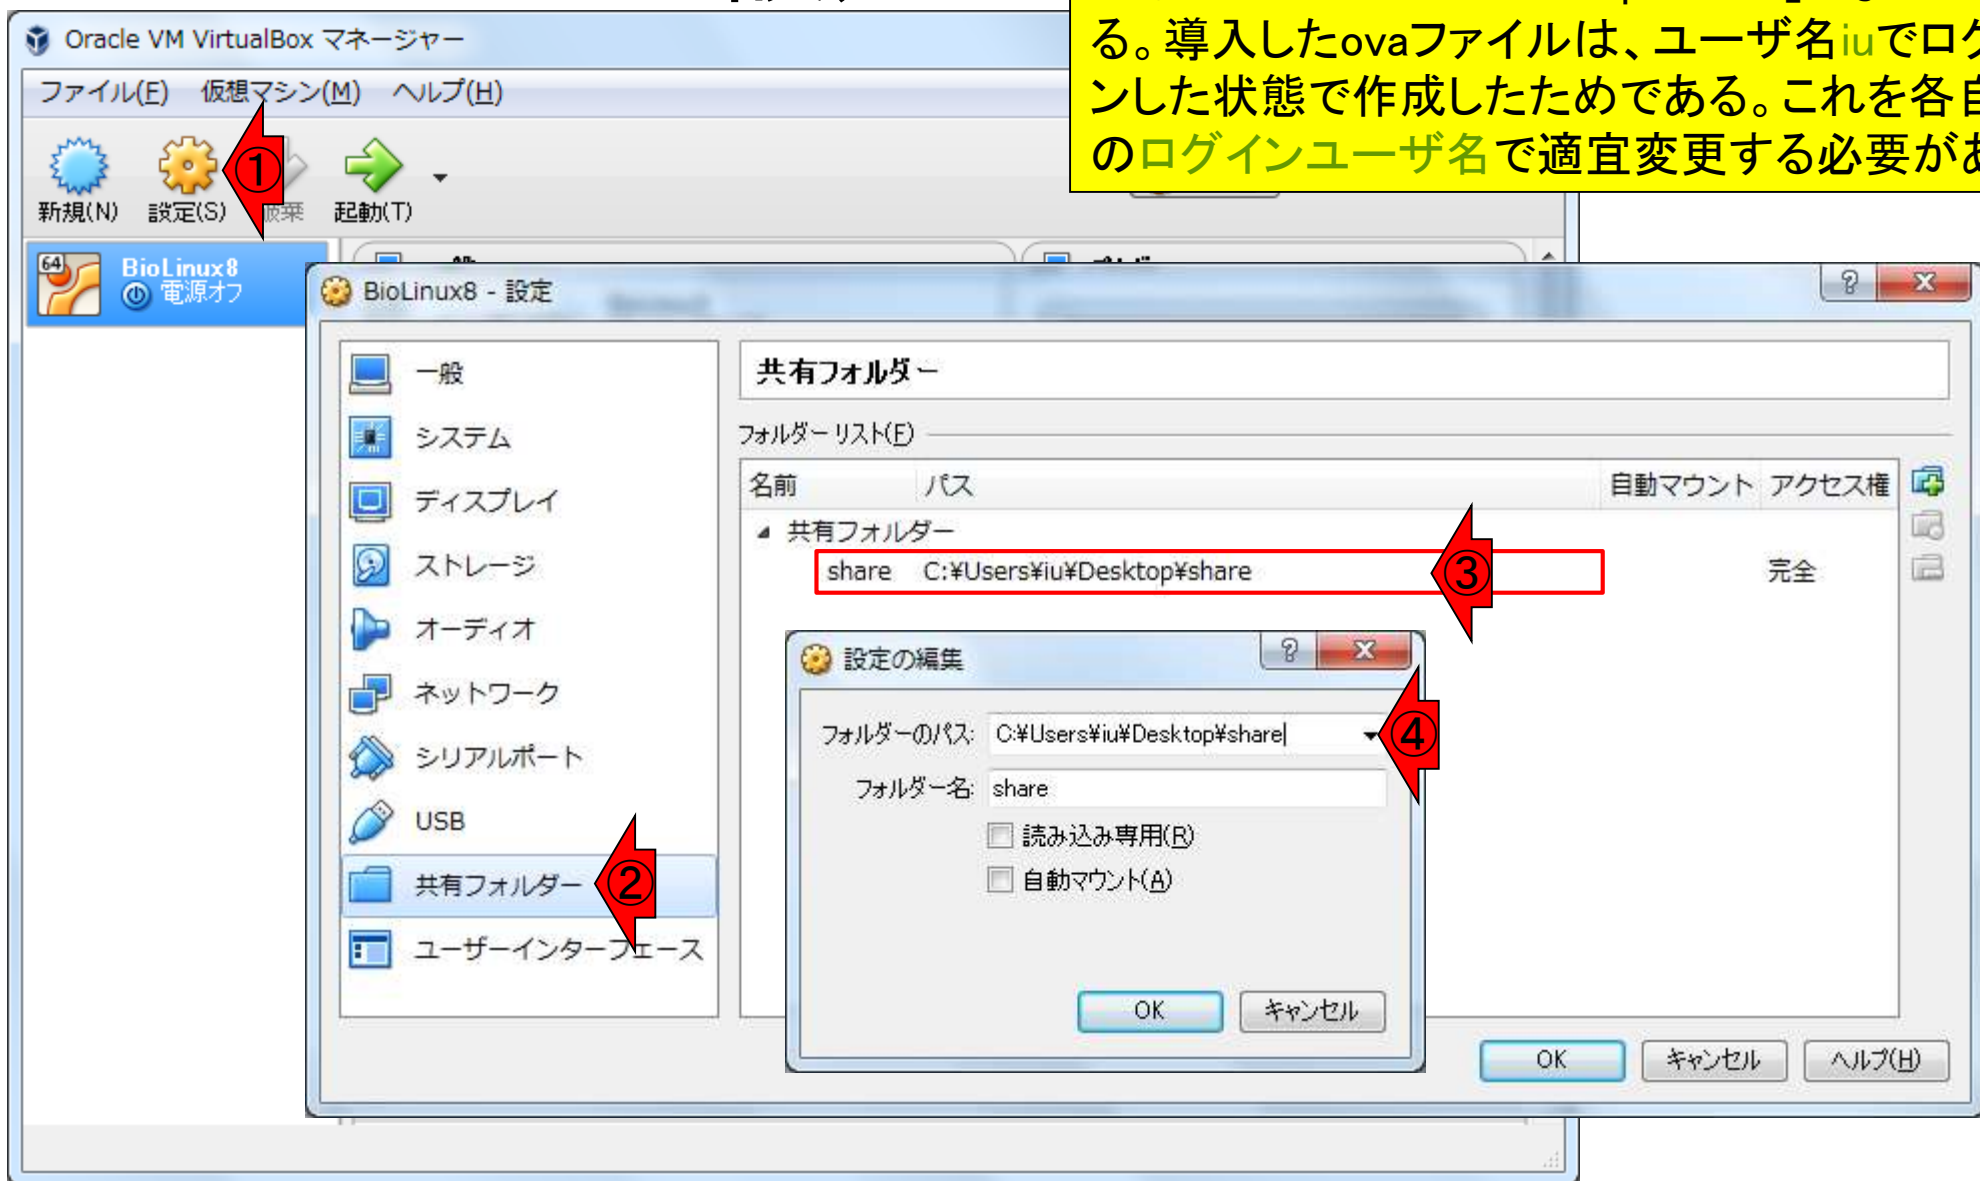 Oracle VM VirtualBox マネージャー
る。導入したovaファイルは、ユーザ名iuでログ
ンした状態で作成したためである。これを各自
のログインユーザ名で適宜変更する必要があ
ファイル(F) 仮想マシン(M) ヘルプ(H)
①
新規(N) 設定(S) 破棄 起動(T)
64
BioLinux8
電源オフ
BioLinux8 - 設定
一般
システム
ディスプレイ
ストレージ
オーディオ
ネットワーク
シリアルポート
USB
共有フォルダー ②
ユーザーインターフェース
共有フォルダー
フォルダー リスト(F)
名前 パス 自動マウント アクセス権
共有フォルダー
share C:¥Users¥iu¥Desktop¥share ③ 完全
設定の編集
フォルダーのパス: C:¥Users¥iu¥Desktop¥share ④
フォルダー名: share
読み込み専用(R)
自動マウント(A)
OK キャンセル
OK キャンセル ヘルプ(H)